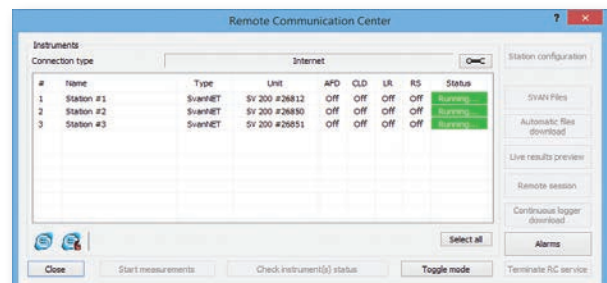 Remote Communication Center
?
Instruments
Connection type Internet
# Name Type Unit AFD CLD LR RS Status
1 Station #1 SvanNET SV 200 #26812 Off Off Off Off Running...
2 Station #2 SvanNET SV 200 #26850 Off Off Off Off Running...
3 Station #3 SvanNET SV 200 #26851 Off Off Off Off Running...
Select all
Close Start measurements Check instrument(s) status Toggle mode
Station configuration
SVAN Files
Automatic files
download
Live results preview
Remote session
Continuous logger
download
Alarms
Terminate RC service